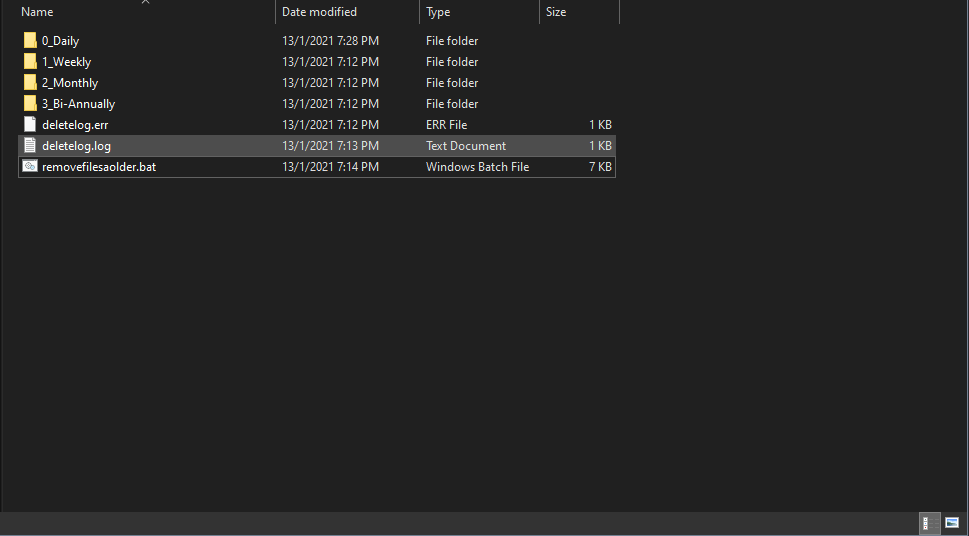 Name Date modified Type Size
0_Daily 13/1/2021 7:28 PM File folder
1_Weekly 13/1/2021 7:12 PM File folder
2_Monthly 13/1/2021 7:12 PM File folder
3_Bi-Annually 13/1/2021 7:12 PM File folder
deletelog.err 13/1/2021 7:12 PM ERR File 1 KB
deletelog.log 13/1/2021 7:13 PM Text Document 1 KB
removefilesaolder.bat 13/1/2021 7:14 PM Windows Batch File 7 KB